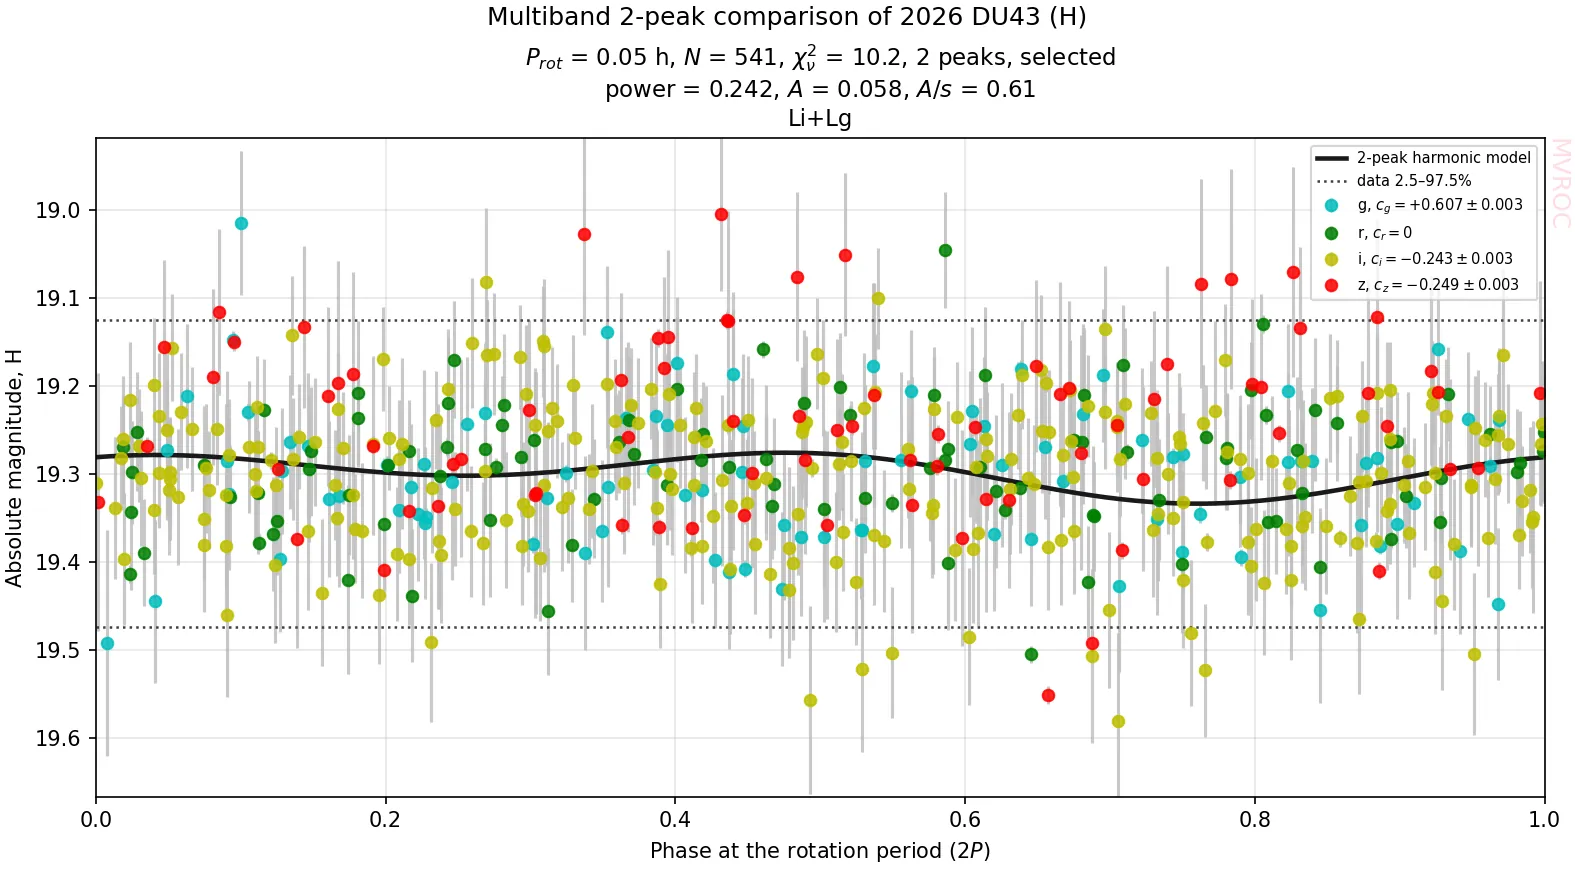 Multiband 2-peak comparison of 2026 DU43 (H)
P_rot = 0.05 h, N = 541, χ²_ν = 10.2, 2 peaks, selected
power = 0.242, A = 0.058, A/s = 0.61
Li+Lg
2-peak harmonic model
data 2.5–97.5%
g, c_g = +0.607 ± 0.003
r, c_r = 0
i, c_i = −0.243 ± 0.003
z, c_z = −0.249 ± 0.003
MVROC
Absolute magnitude, H
19.0
19.1
19.2
19.3
19.4
19.5
19.6
0.0 0.2 0.4 0.6 0.8 1.0
Phase at the rotation period (2P)